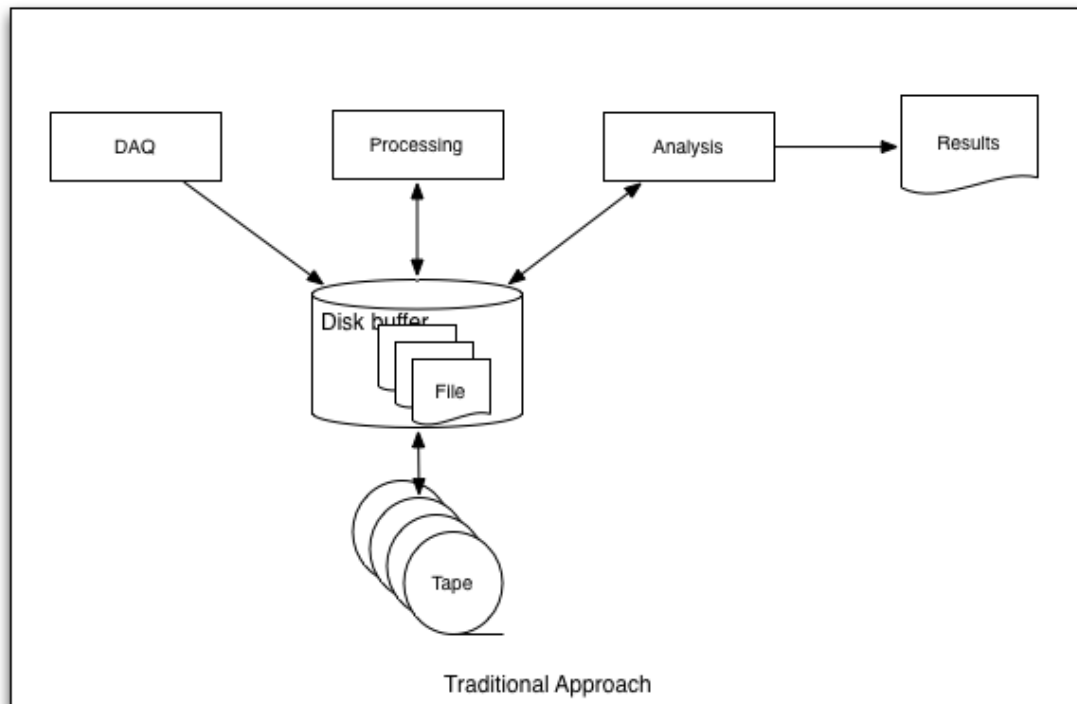 DAQ
Processing
Analysis
Results
Disk buffer
File
Tape
Traditional Approach